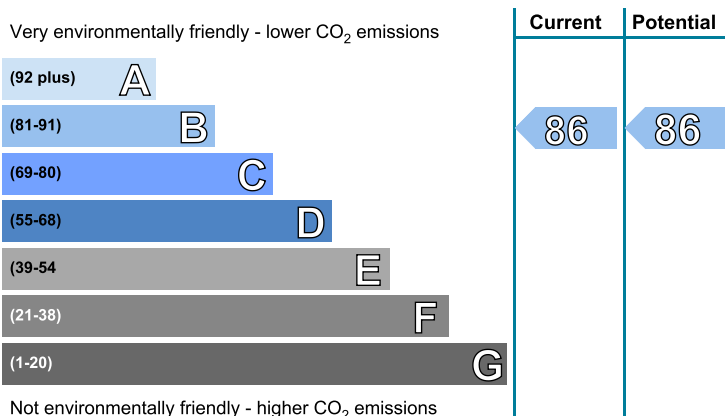 Current Potential
Very environmentally friendly - lower CO2 emissions
(92 plus) A
(81-91) B 86 86
(69-80) C
(55-68) D
(39-54 E
(21-38) F
(1-20) G
Not environmentally friendly - higher CO2 emissions